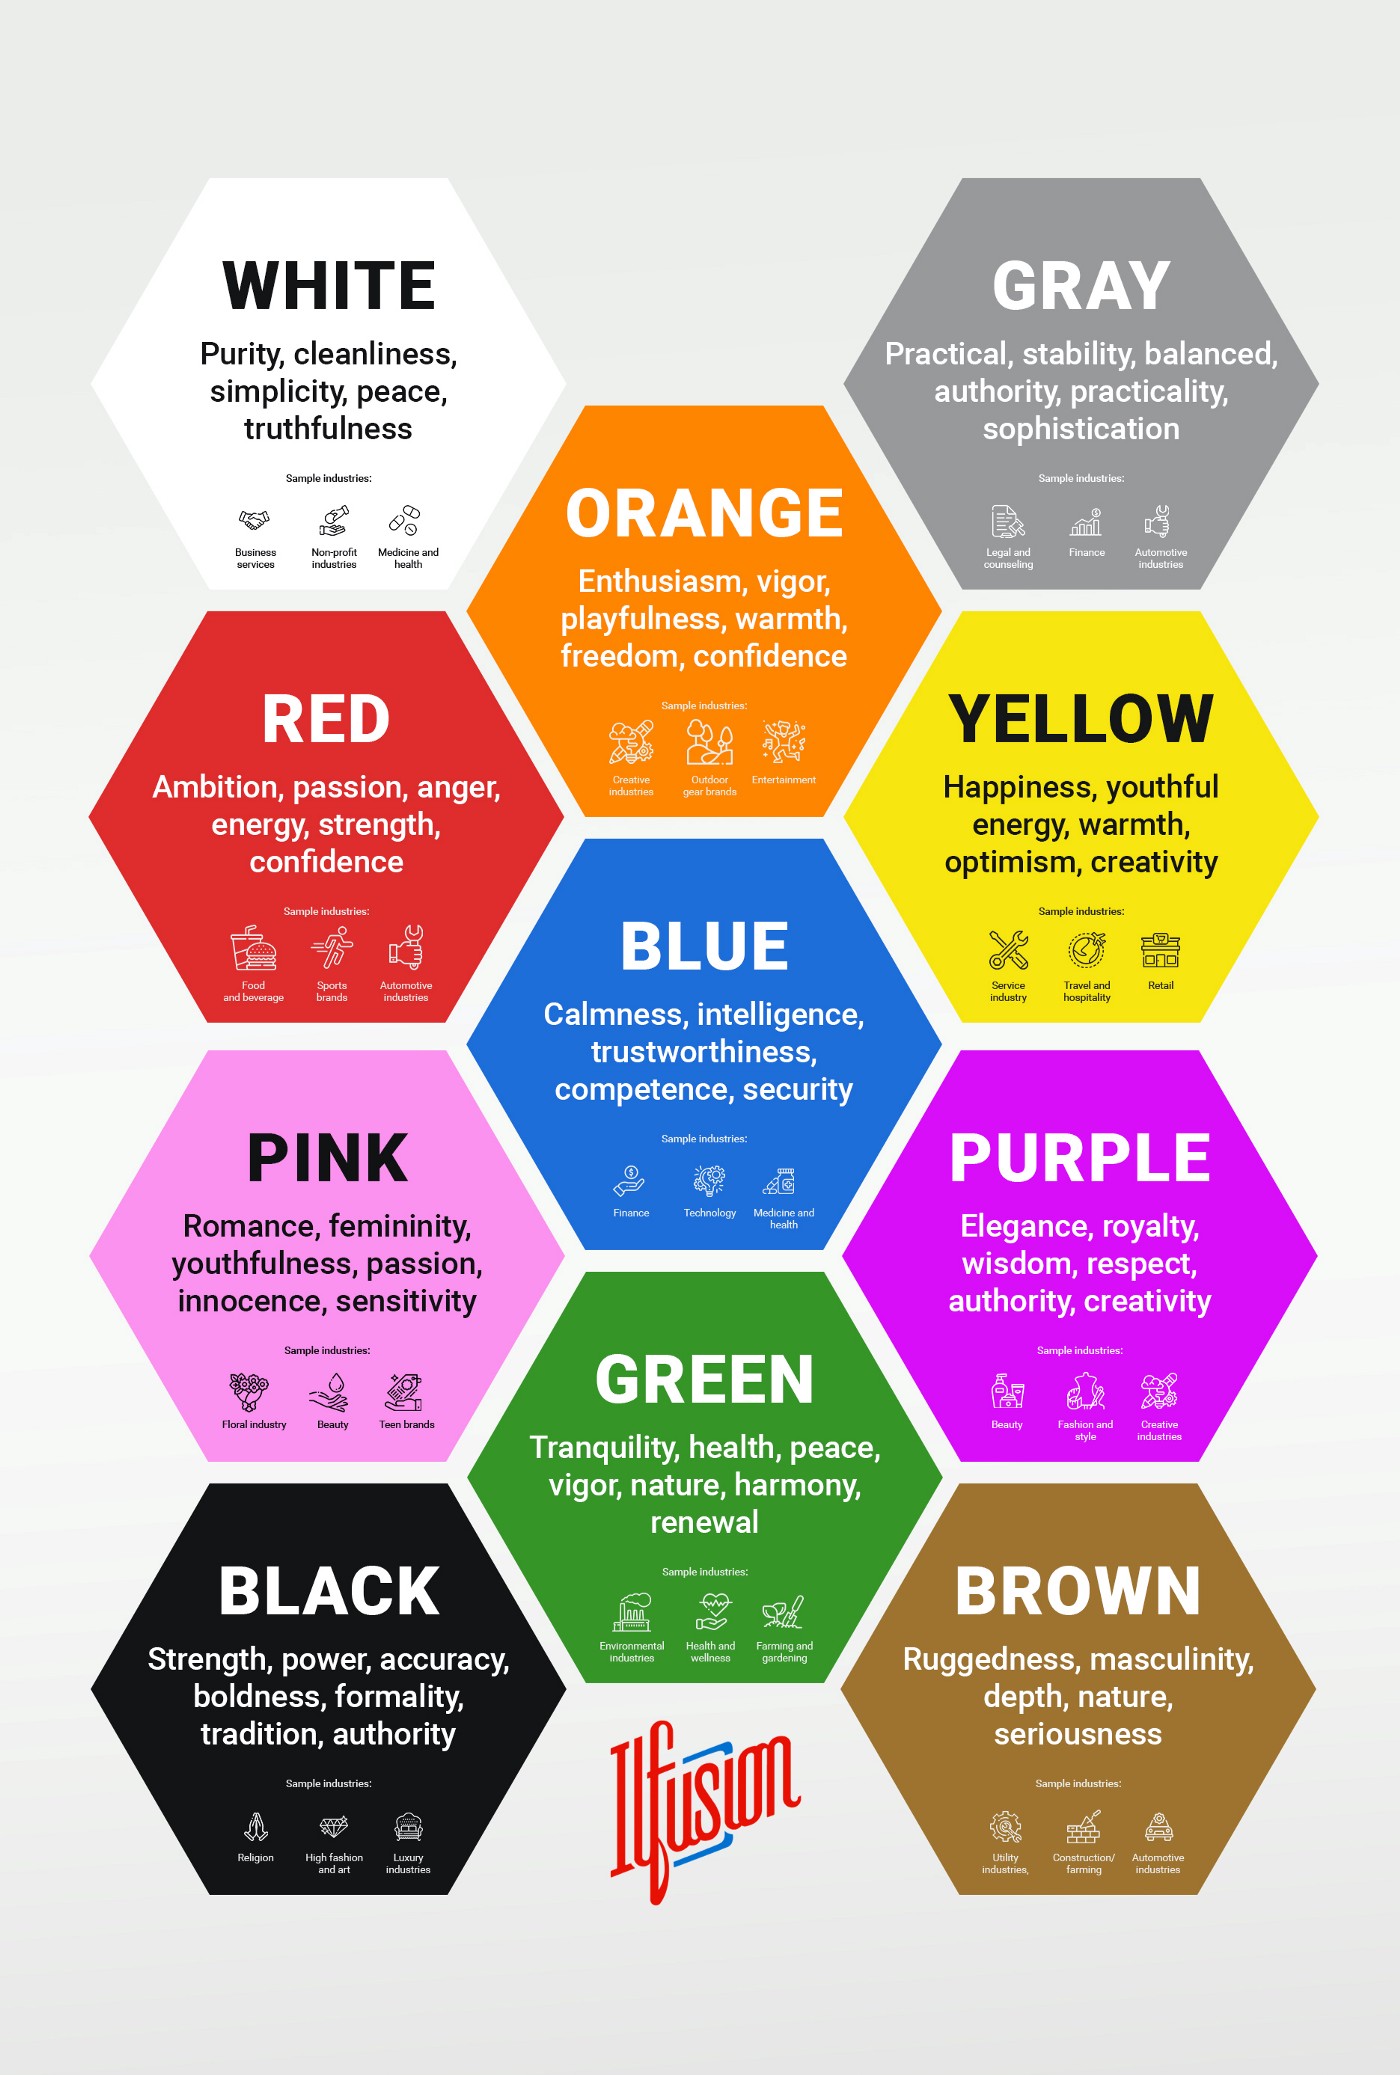 WHITE
Purity, cleanliness,
simplicity, peace,
truthfulness
Sample industries:
Business
services
Non-profit
industries
Medicine and
health
GRAY
Practical, stability, balanced,
authority, practicality,
sophistication
Sample industries:
Legal and
counseling
Finance
Automotive
industries
ORANGE
Enthusiasm, vigor,
playfulness, warmth,
freedom, confidence
Sample industries:
Creative
industries
Outdoor
gear brands
Entertainment
RED
Ambition, passion, anger,
energy, strength,
confidence
Sample industries:
Food
and beverage
Sports
brands
Automotive
industries
YELLOW
Happiness, youthful
energy, warmth,
optimism, creativity
Sample industries:
Service
industry
Travel and
hospitality
Retail
BLUE
Calmness, intelligence,
trustworthiness,
competence, security
Sample industries:
Finance
Technology
Medicine and
health
PINK
Romance, femininity,
youthfulness, passion,
innocence, sensitivity
Sample industries:
Floral industry
Beauty
Teen brands
PURPLE
Elegance, royalty,
wisdom, respect,
authority, creativity
Sample industries:
Beauty
Fashion and
style
Creative
industries
GREEN
Tranquility, health, peace,
vigor, nature, harmony,
renewal
Sample industries:
Environmental
industries
Health and
wellness
Farming and
gardening
BLACK
Strength, power, accuracy,
boldness, formality,
tradition, authority
Sample industries:
Religion
High fashion
and art
Luxury
industries
BROWN
Ruggedness, masculinity,
depth, nature,
seriousness
Sample industries:
Utility
industries,
Construction/
farming
Automotive
industries
Ilfusion